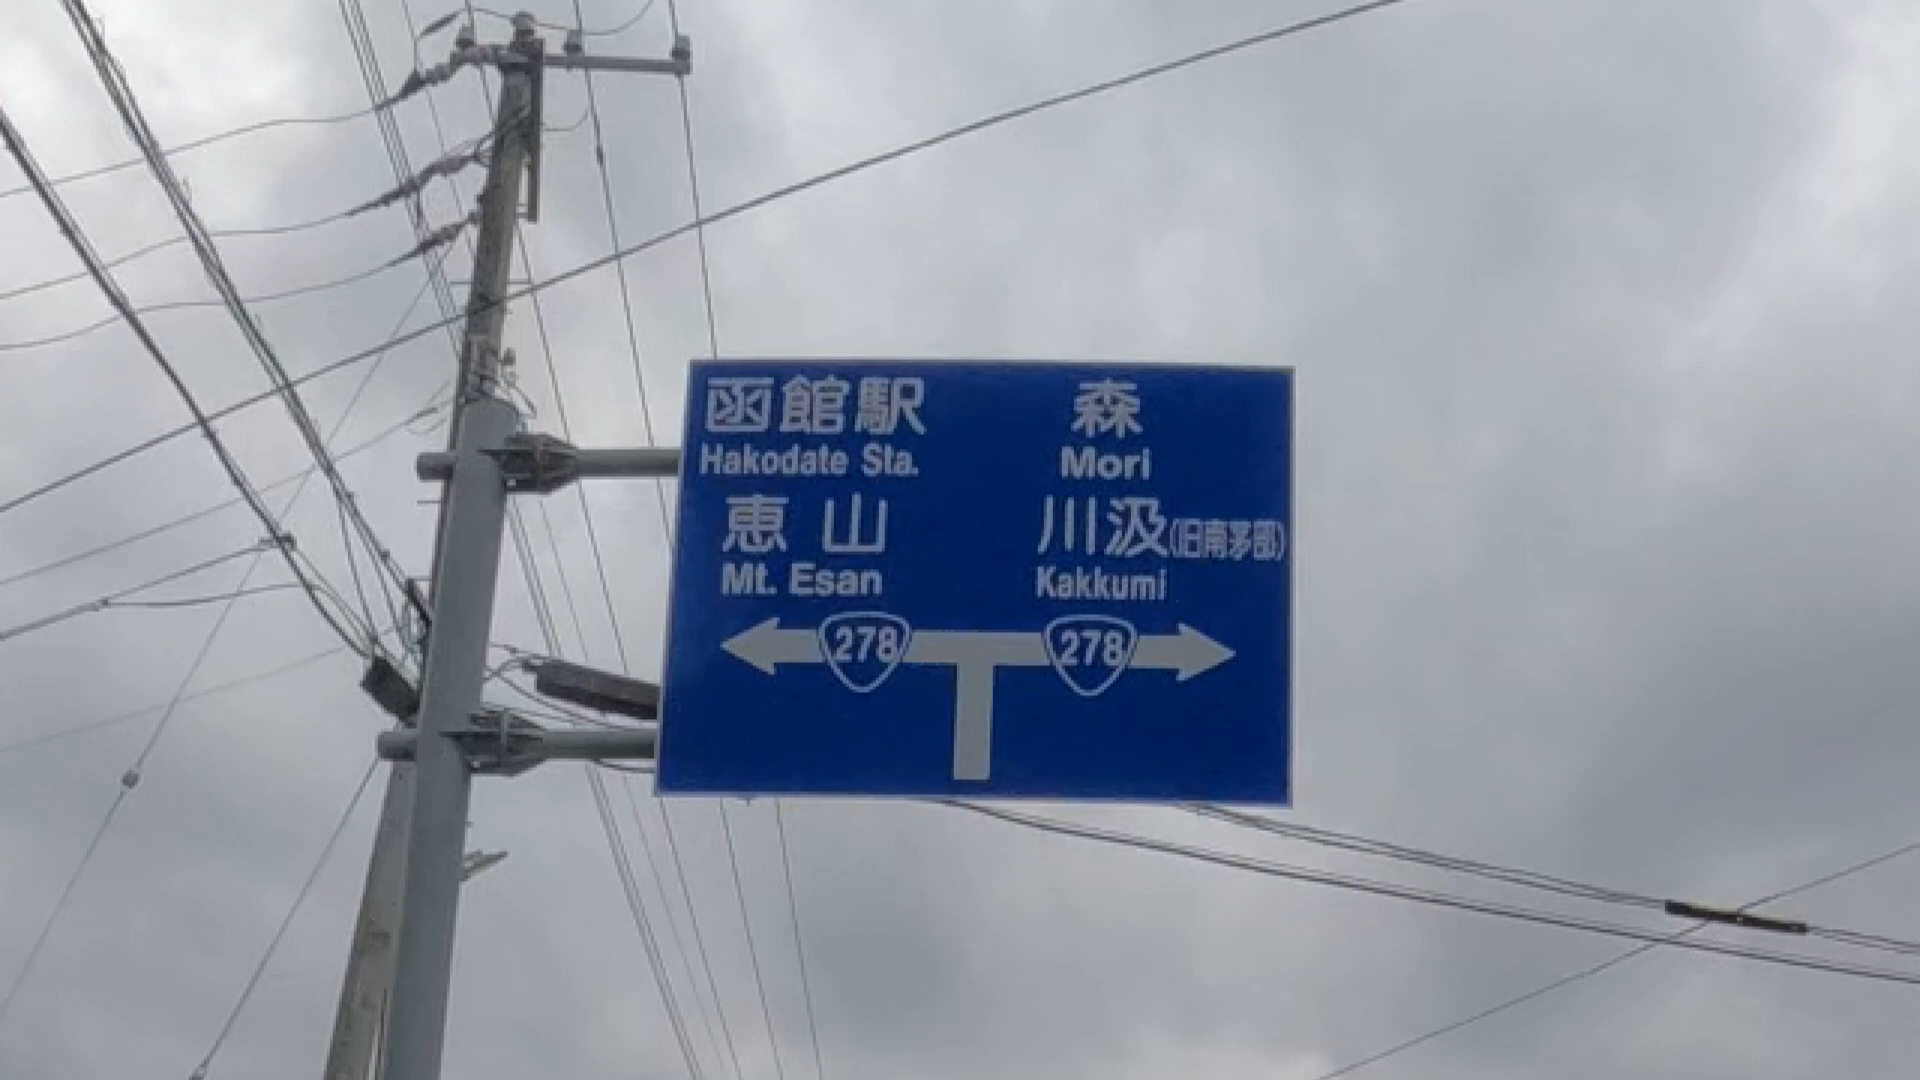 函館駅
Hakodate Sta.
恵山
Mt. Esan
森
Mori
川汲(旧南茅部)
Kakkumi
278
278